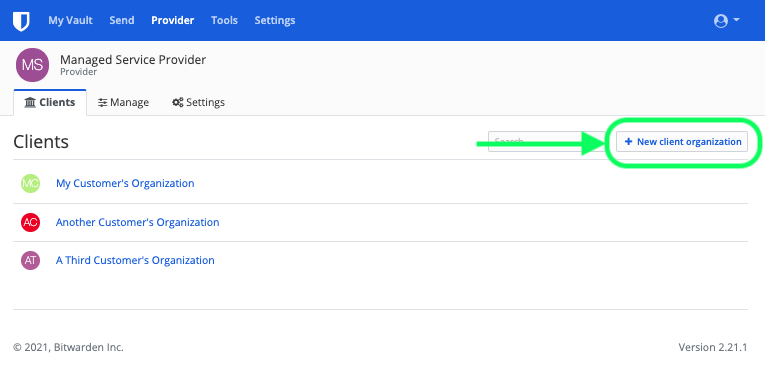 My Vault Send Provider Tools Settings
MS
Managed Service Provider
Provider
Clients Manage Settings
Clients
Search
+ New client organization
MC My Customer's Organization
AC Another Customer's Organization
AT A Third Customer's Organization
© 2021, Bitwarden Inc. Version 2.21.1